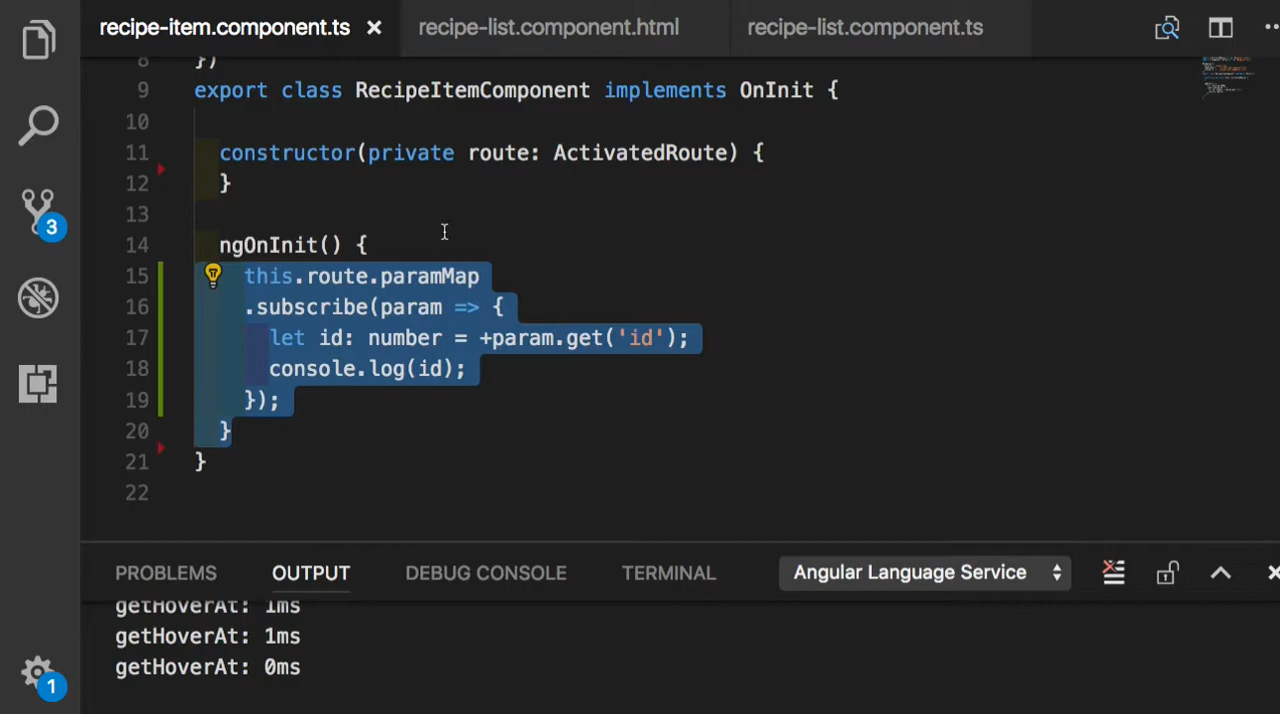 recipe-item.component.ts × recipe-list.component.html recipe-list.component.ts
8 })
9 export class RecipeItemComponent implements OnInit {
10
11 constructor(private route: ActivatedRoute) {
12 }
13
14 ngOnInit() {
15 this.route.paramMap
16 .subscribe(param => {
17 let id: number = +param.get('id');
18 console.log(id);
19 });
20 }
21 }
22
3
1
PROBLEMS OUTPUT DEBUG CONSOLE TERMINAL Angular Language Service
getHoverAt: 1ms
getHoverAt: 1ms
getHoverAt: 0ms